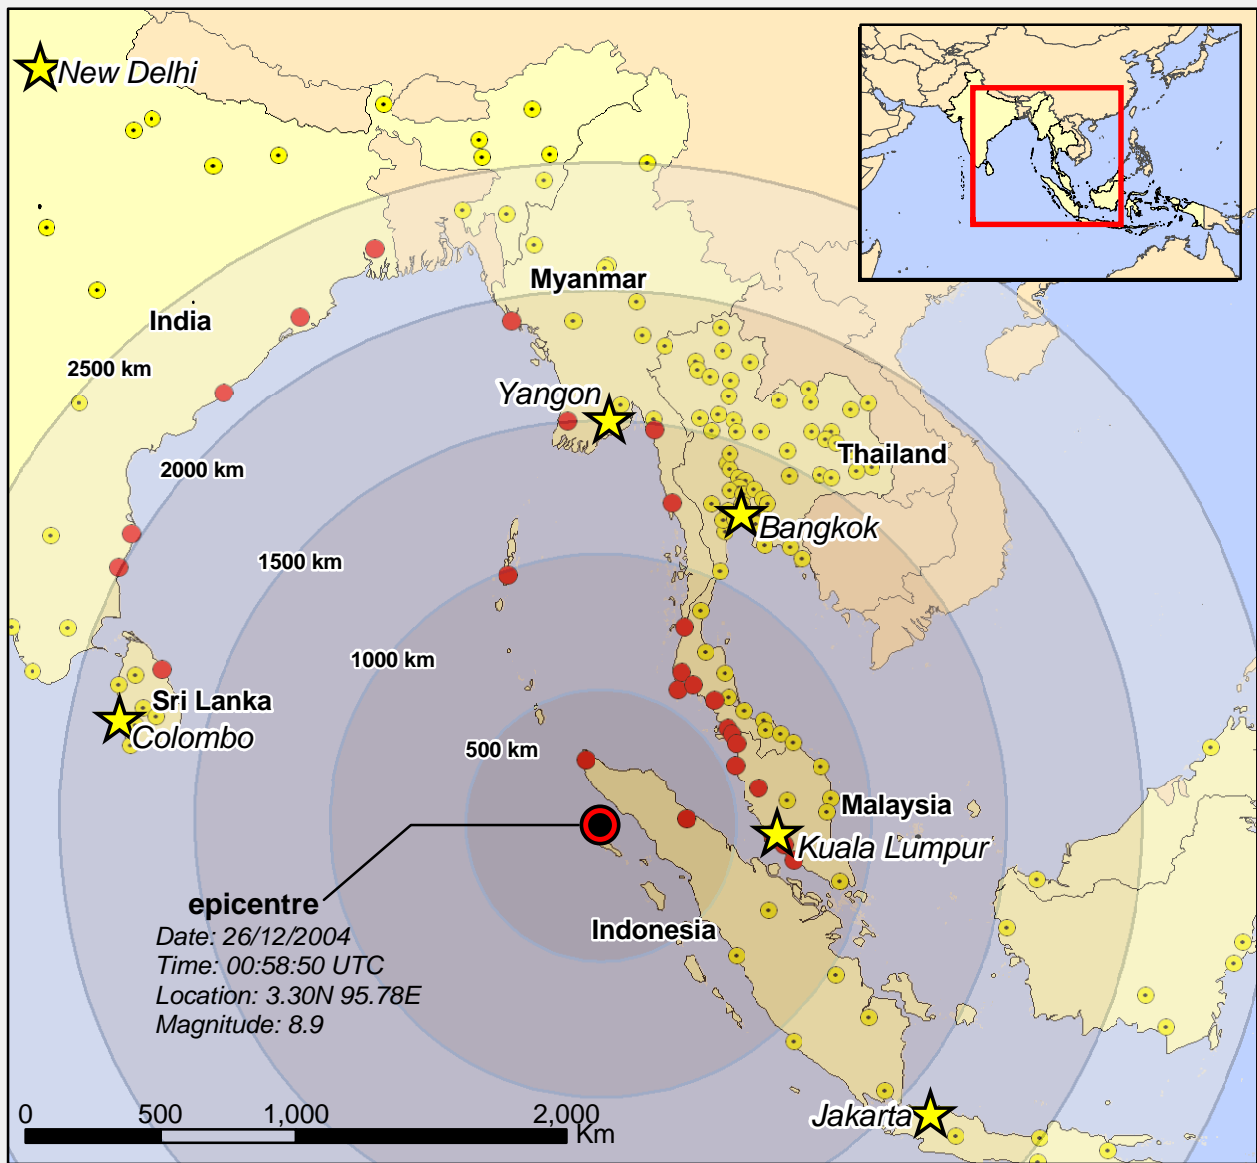 New Delhi
Myanmar
India
2500 km
Yangon
2000 km
Thailand
Bangkok
1500 km
1000 km
Sri Lanka
Colombo
500 km
Malaysia
Kuala Lumpur
epicentre
Date: 26/12/2004
Time: 00:58:50 UTC
Location: 3.30N 95.78E
Magnitude: 8.9
Indonesia
Jakarta
0 500 1,000 2,000
Km